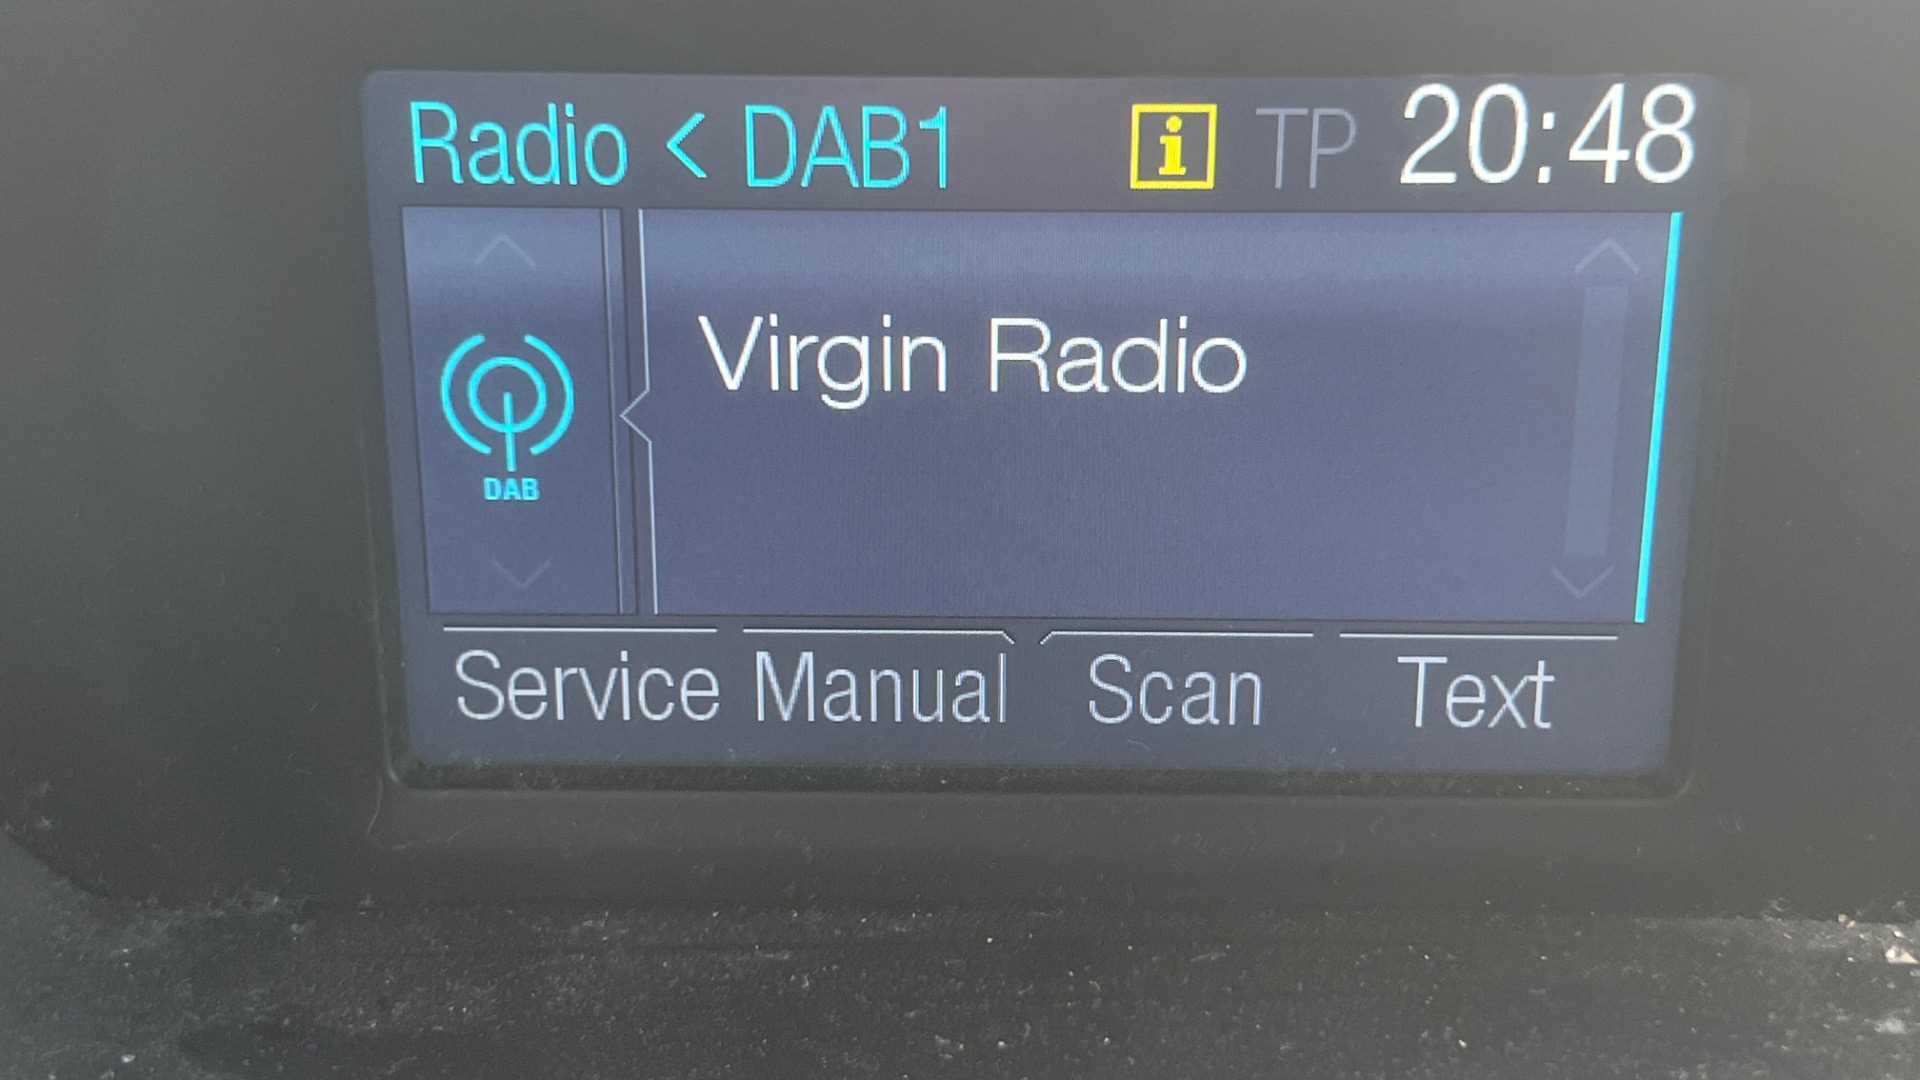 Radio < DAB1 i TP 20:48
Virgin Radio
DAB
Service Manual Scan Text